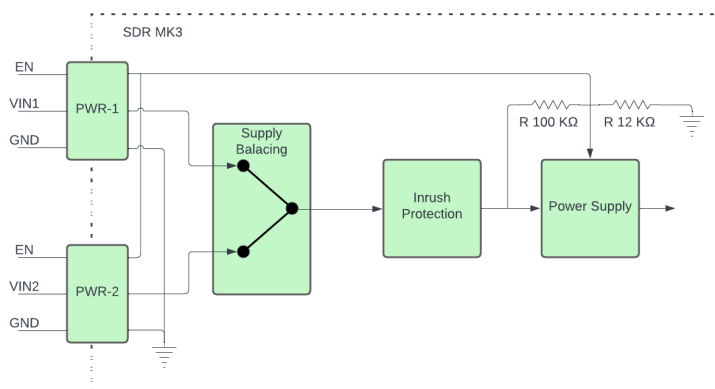 SDR MK3
EN
VIN1
GND
PWR-1
Supply
Balacing
R 100 KΩ
R 12 KΩ
Inrush
Protection
Power Supply
EN
VIN2
GND
PWR-2